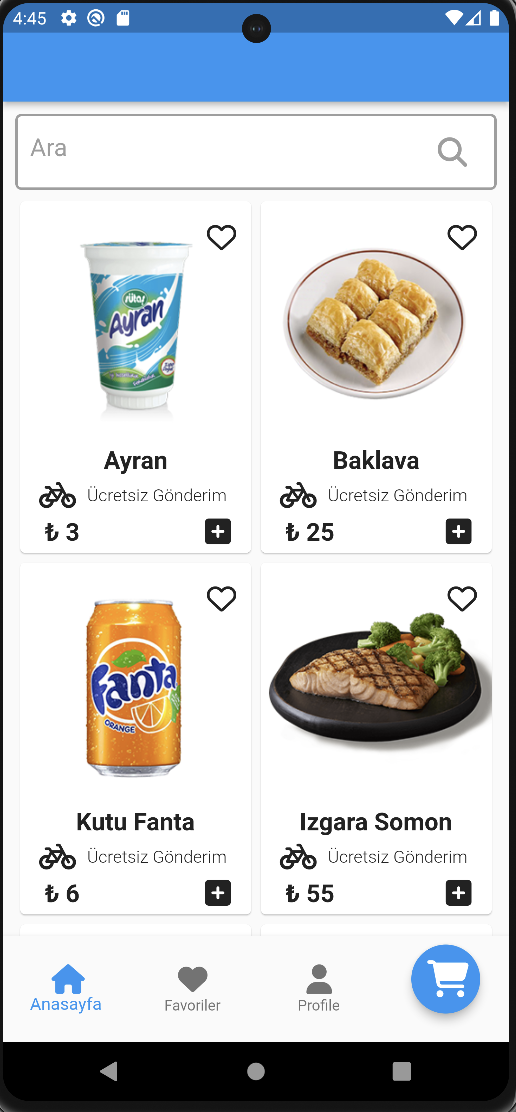 4:45
Ara
sütaş
Ayran
Ayran
Baklava
Ücretsiz Gönderim
Ücretsiz Gönderim
₺ 3
₺ 25
Fanta
ORANGE
Kutu Fanta
Izgara Somon
Ücretsiz Gönderim
Ücretsiz Gönderim
₺ 6
₺ 55
Anasayfa
Favoriler
Profile